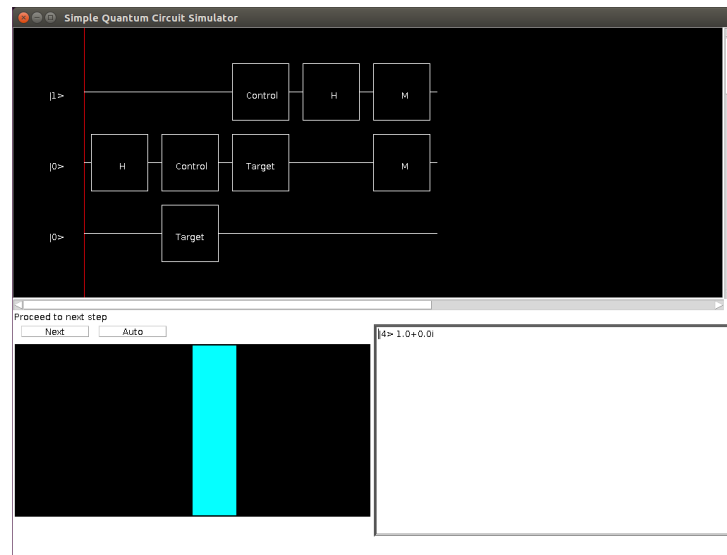 Simple Quantum Circuit Simulator
|1> Control H M
|0> H Control Target M
|0> Target
Proceed to next step
Next Auto
|4> 1.0+0.0i